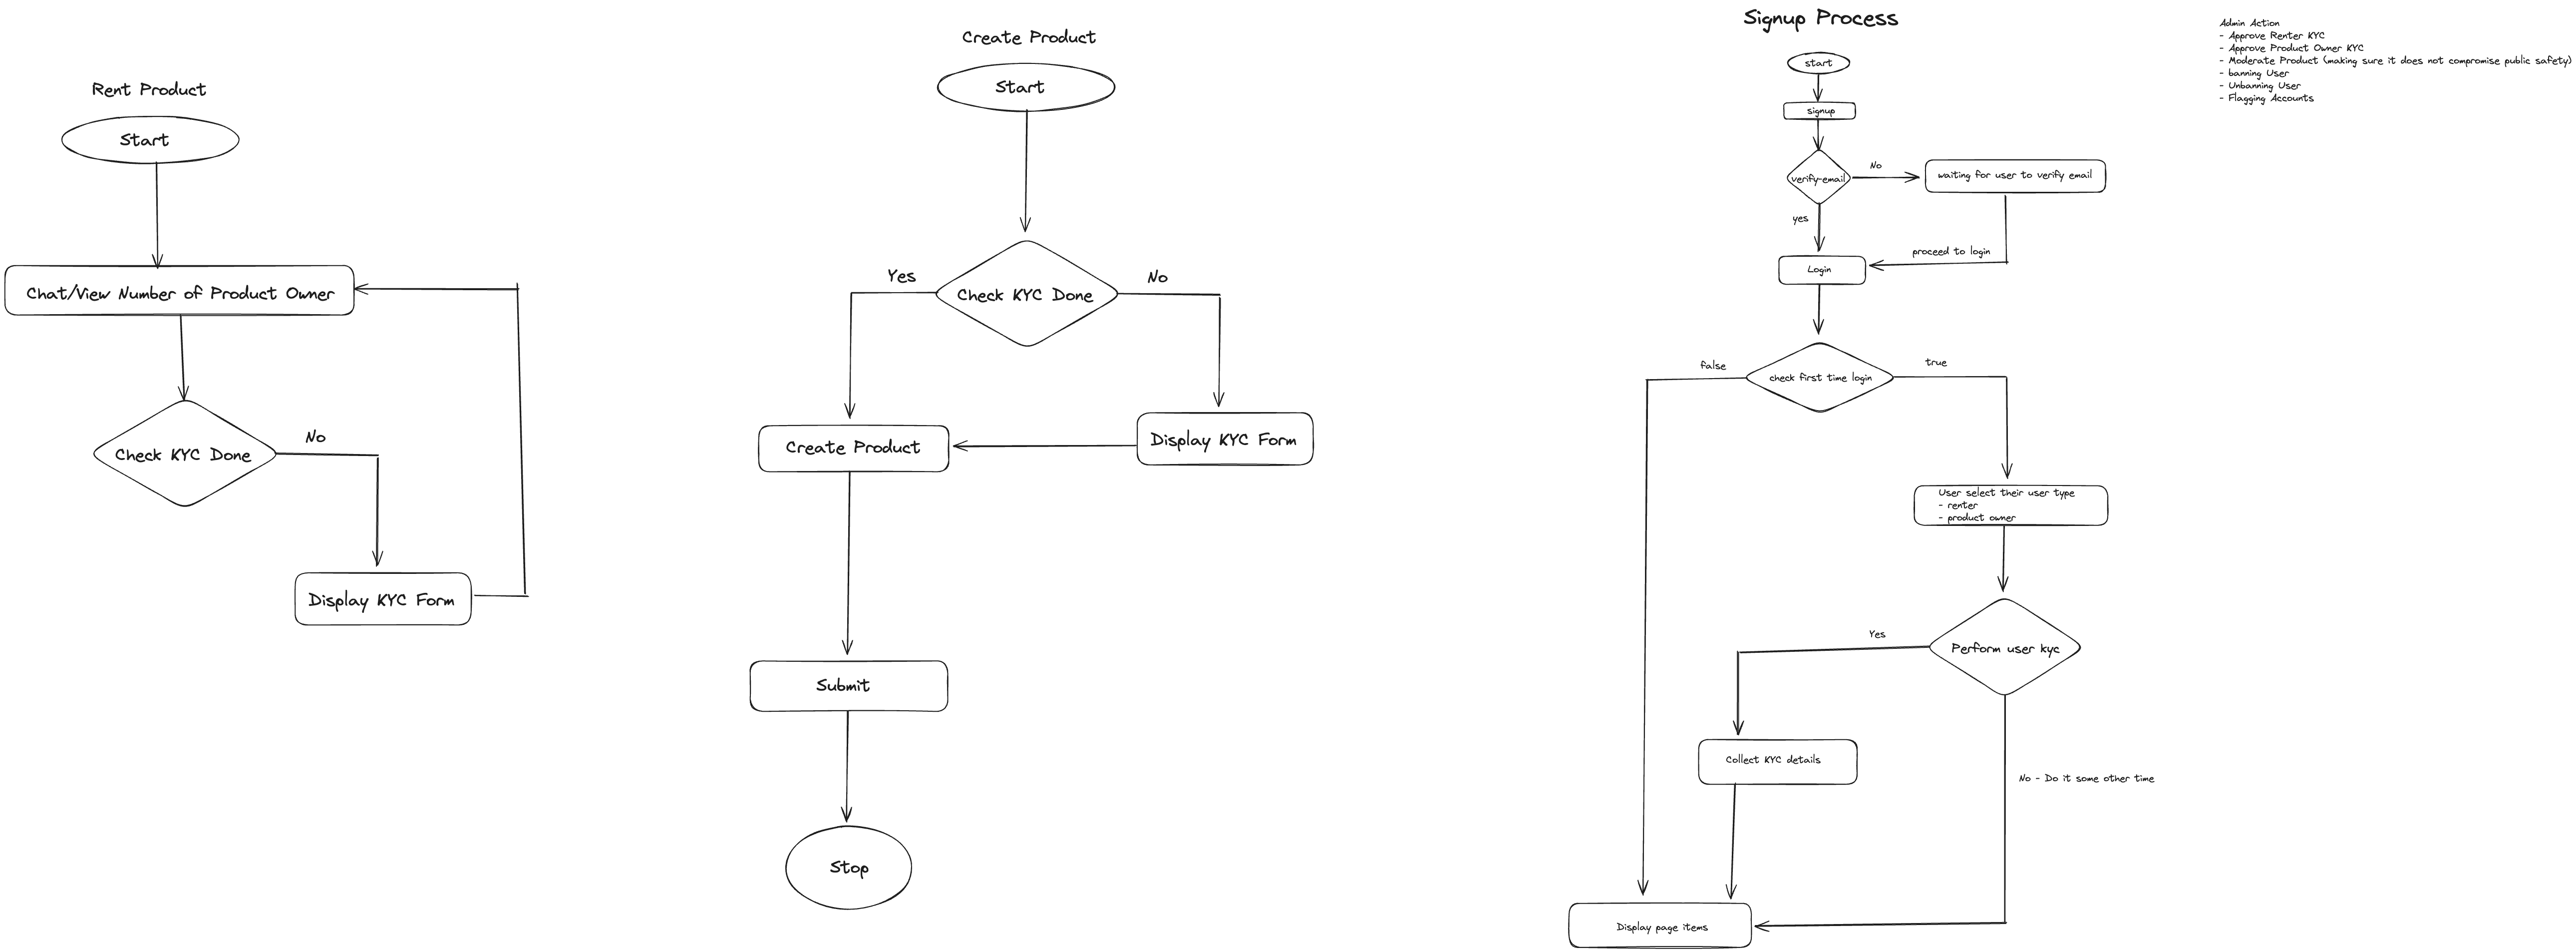 Rent Product
Start
Chat/View Number of Product Owner
Check KYC Done
No
Display KYC Form
Create Product
Start
Check KYC Done
Yes
No
Create Product
Display KYC Form
Submit
Stop
Signup Process
start
signup
verify-email
No
waiting for user to verify email
yes
proceed to login
Login
check first time login
false
true
User select their user type
- renter
- product owner
Perform user kyc
Yes
Collect KYC details
No - Do it some other time
Display page items
Admin Action
- Approve Renter KYC
- Approve Product Owner KYC
- Moderate Product (making sure it does not compromise public safety)
- banning User
- Unbanning User
- Flagging Accounts